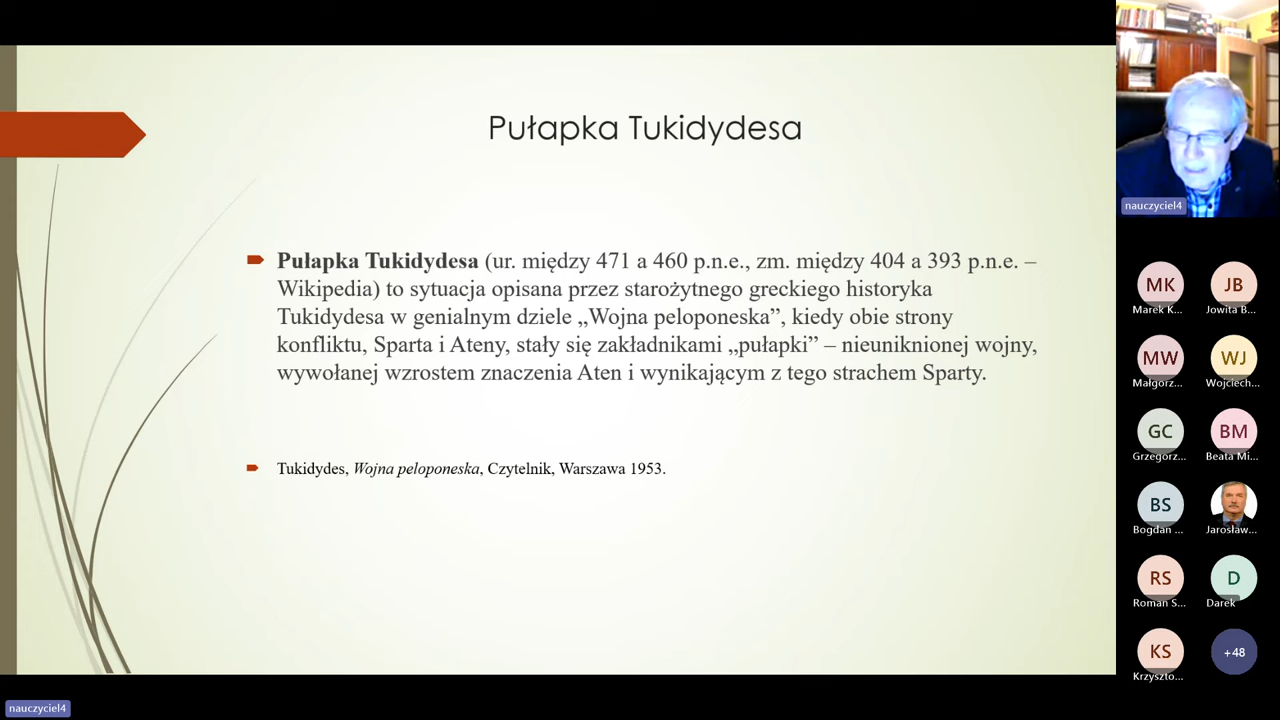 Pułapka Tukidydesa
Pułapka Tukidydesa (ur. między 471 a 460 p.n.e., zm. między 404 a 393 p.n.e. –
Wikipedia) to sytuacja opisana przez starożytnego greckiego historyka
Tukidydesa w genialnym dziele „Wojna peloponeska”, kiedy obie strony
konfliktu, Sparta i Ateny, stały się zakładnikami „pułapki” – nieuniknionej wojny,
wywołanej wzrostem znaczenia Aten i wynikającym z tego strachem Sparty.
Tukidydes, Wojna peloponeska, Czytelnik, Warszawa 1953.
nauczyciel4
MK
Marek K...
JB
Jowita B...
MW
Małgorz...
WJ
Wojciech...
GC
Grzegorz...
BM
Beata Mi...
BS
Bogdan ...
Jarosław...
RS
Roman S...
D
Darek
KS
Krzyszto...
+48
nauczyciel4